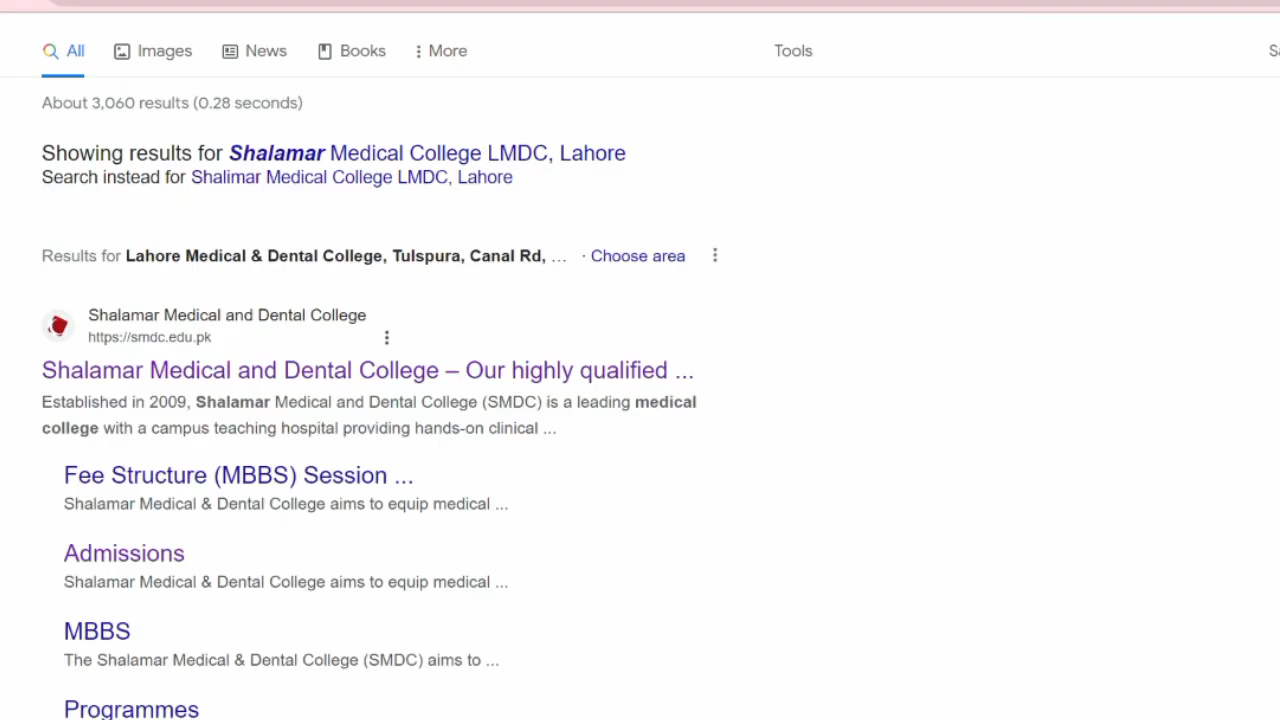 All Images News Books More Tools
About 3,060 results (0.28 seconds)
Showing results for Shalamar Medical College LMDC, Lahore
Search instead for Shalimar Medical College LMDC, Lahore
Results for Lahore Medical & Dental College, Tulspura, Canal Rd, ... · Choose area
Shalamar Medical and Dental College
https://smdc.edu.pk
Shalamar Medical and Dental College – Our highly qualified ...
Established in 2009, Shalamar Medical and Dental College (SMDC) is a leading medical
college with a campus teaching hospital providing hands-on clinical ...
Fee Structure (MBBS) Session ...
Shalamar Medical & Dental College aims to equip medical ...
Admissions
Shalamar Medical & Dental College aims to equip medical ...
MBBS
The Shalamar Medical & Dental College (SMDC) aims to ...
Programmes